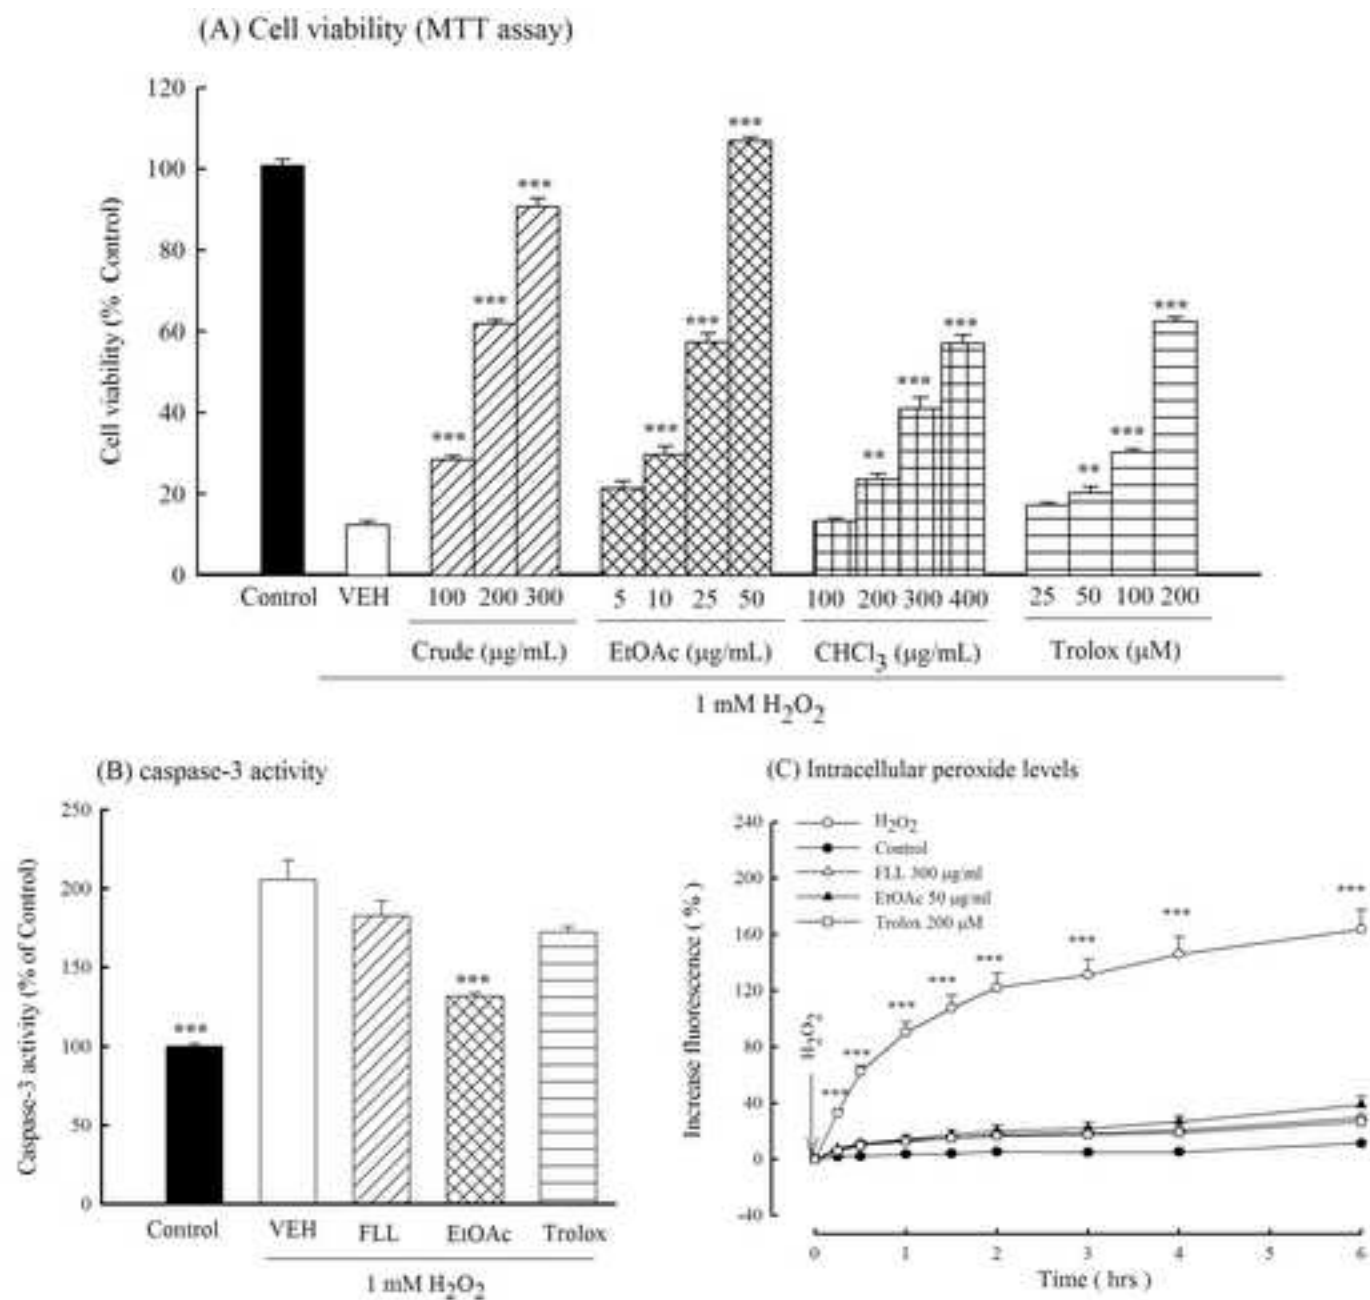 (A) Cell viability (MTT assay)
Cell viability (% Control)
120
100
80
60
40
20
0
***
***
***
***
***
***
**
***
***
**
***
***
Control VEH 100 200 300 5 10 25 50 100 200 300 400 25 50 100 200
Crude (μg/mL) EtOAc (μg/mL) CHCl3 (μg/mL) Trolox (μM)
1 mM H2O2
(B) caspase-3 activity
Caspase-3 activity (% of Control)
250
200
150
100
50
0
***
***
Control VEH FLL EtOAc Trolox
1 mM H2O2
(C) Intracellular peroxide levels
Increase fluorescence ( % )
240
200
160
120
80
40
0
-40
H2O2
Control
FLL 300 μg/ml
EtOAc 50 μg/ml
Trolox 200 μM
H2O2
***
***
***
***
***
***
***
***
0 1 2 3 4 5 6
Time ( hrs )